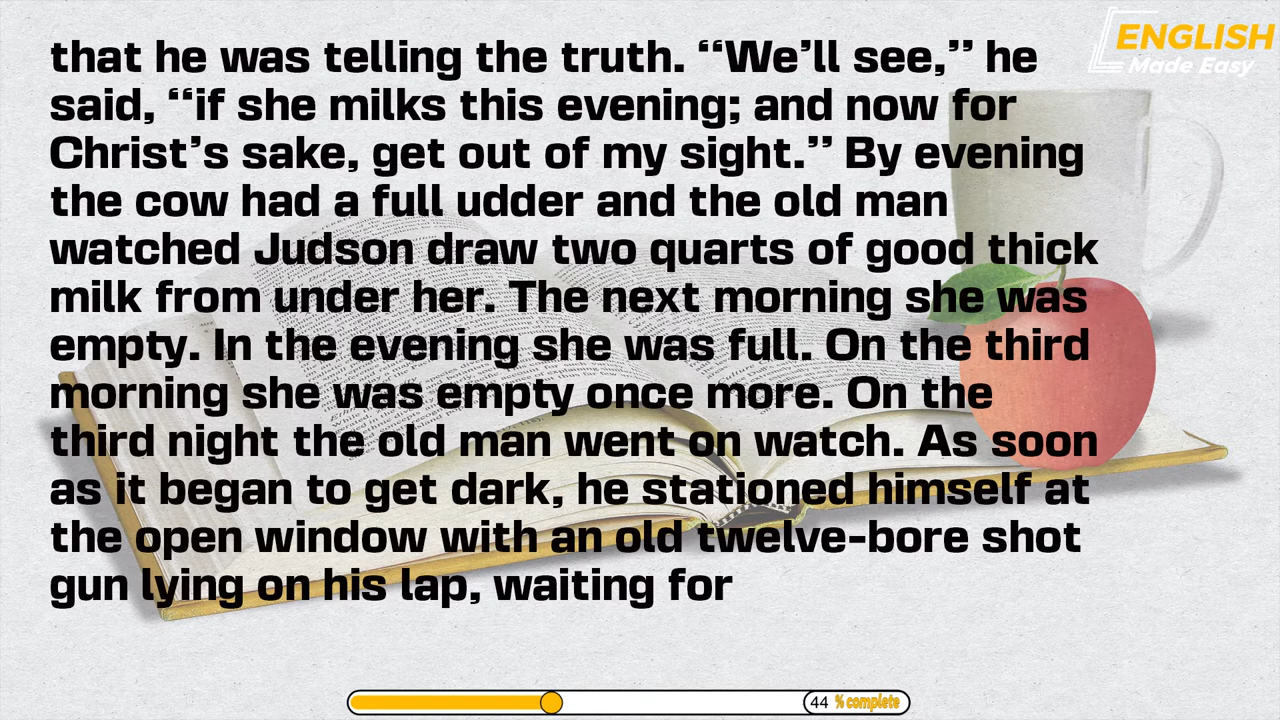 ENGLISH
Made Easy
that he was telling the truth. “We’ll see,” he
said, “if she milks this evening; and now for
Christ’s sake, get out of my sight.” By evening
the cow had a full udder and the old man
watched Judson draw two quarts of good thick
milk from under her. The next morning she was
empty. In the evening she was full. On the third
morning she was empty once more. On the
third night the old man went on watch. As soon
as it began to get dark, he stationed himself at
the open window with an old twelve-bore shot
gun lying on his lap, waiting for
44 % complete